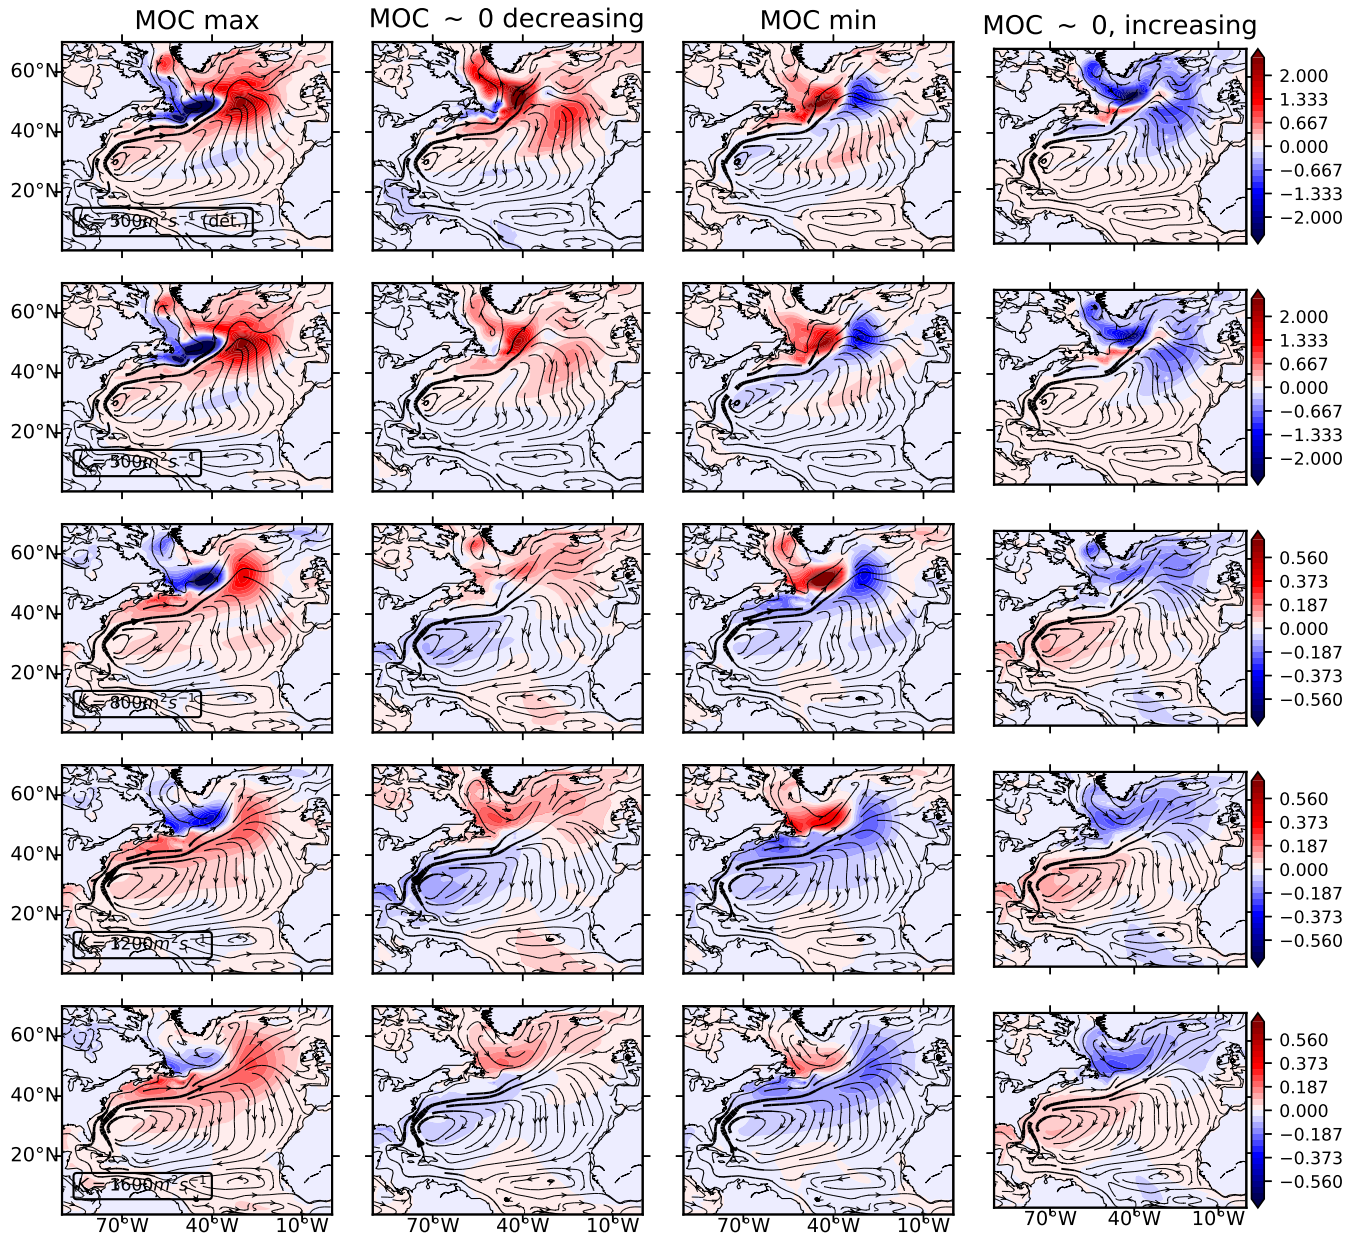 MOC max
MOC ∼ 0 decreasing
MOC min
MOC ∼ 0, increasing
60°N
40°N
20°N
500m²s⁻¹ (det.)
2.000
1.333
0.667
0.000
−0.667
−1.333
−2.000
60°N
40°N
20°N
500m²s⁻¹
2.000
1.333
0.667
0.000
−0.667
−1.333
−2.000
60°N
40°N
20°N
800m²s⁻¹
0.560
0.373
0.187
0.000
−0.187
−0.373
−0.560
60°N
40°N
20°N
1200m²s⁻¹
0.560
0.373
0.187
0.000
−0.187
−0.373
−0.560
60°N
40°N
20°N
1600m²s⁻¹
0.560
0.373
0.187
0.000
−0.187
−0.373
−0.560
70°W 40°W 10°W
70°W 40°W 10°W
70°W 40°W 10°W
70°W 40°W 10°W